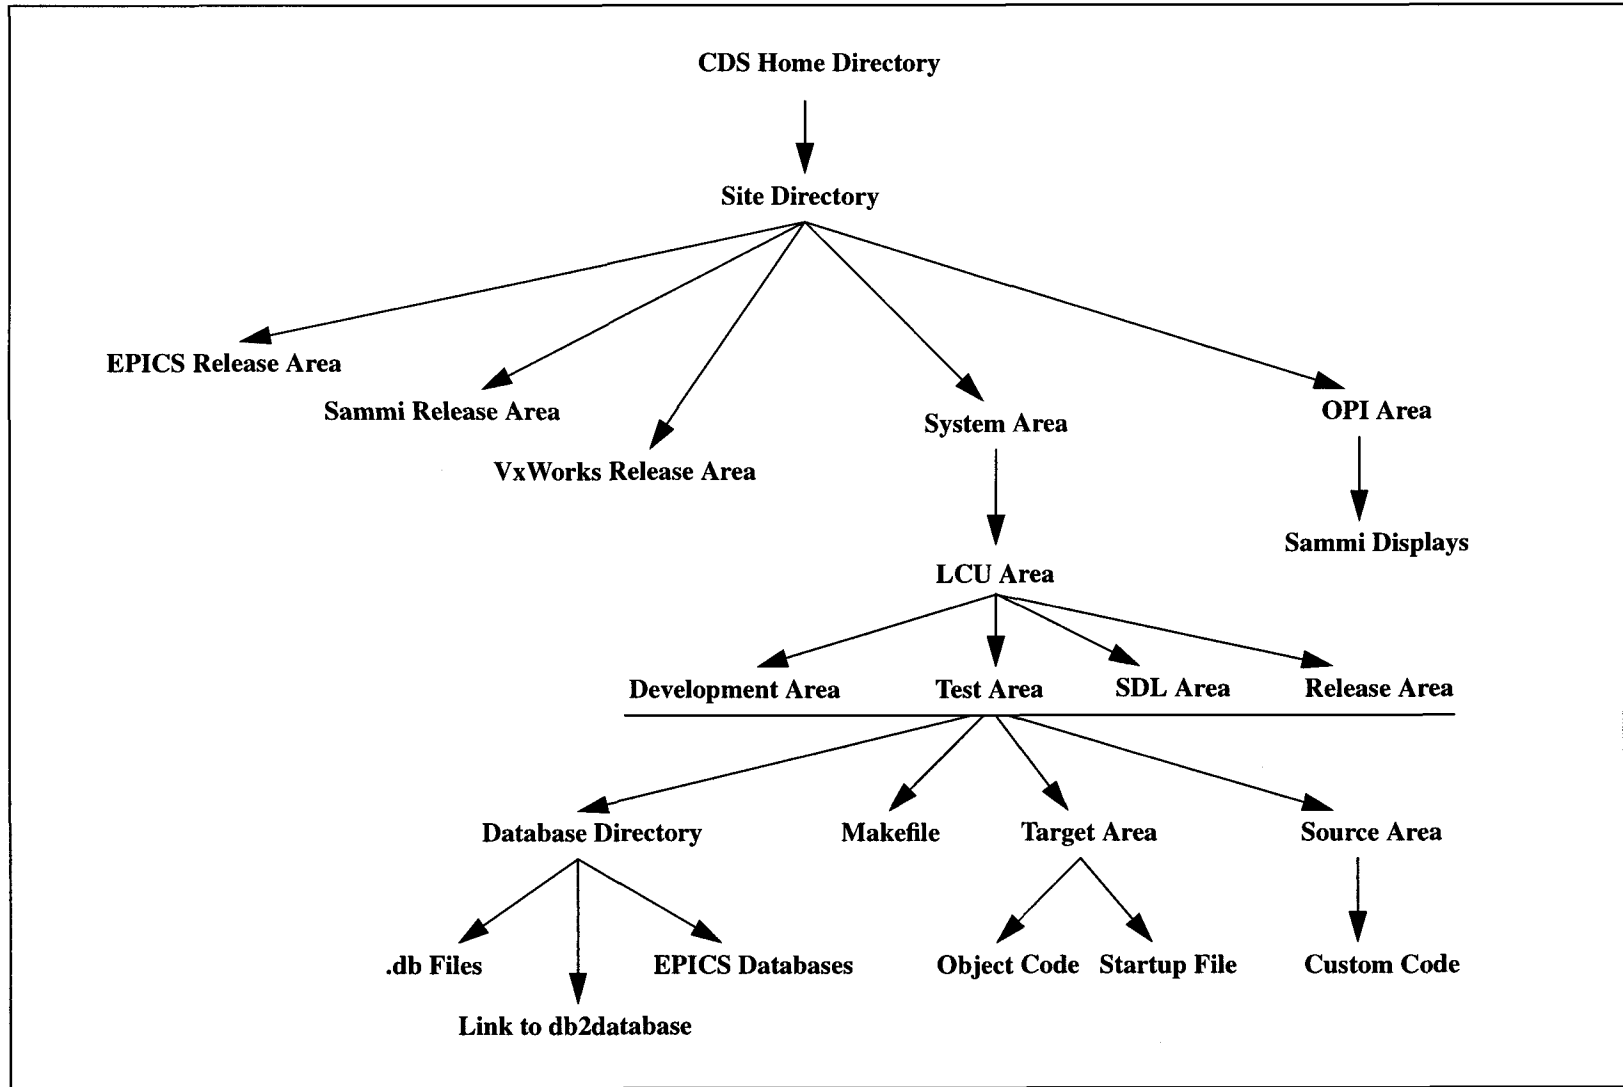 CDS Home Directory
Site Directory
EPICS Release Area
Sammi Release Area
VxWorks Release Area
System Area
OPI Area
Sammi Displays
LCU Area
Development Area
Test Area
SDL Area
Release Area
Database Directory
Makefile
Target Area
Source Area
.db Files
EPICS Databases
Object Code
Startup File
Custom Code
Link to db2database